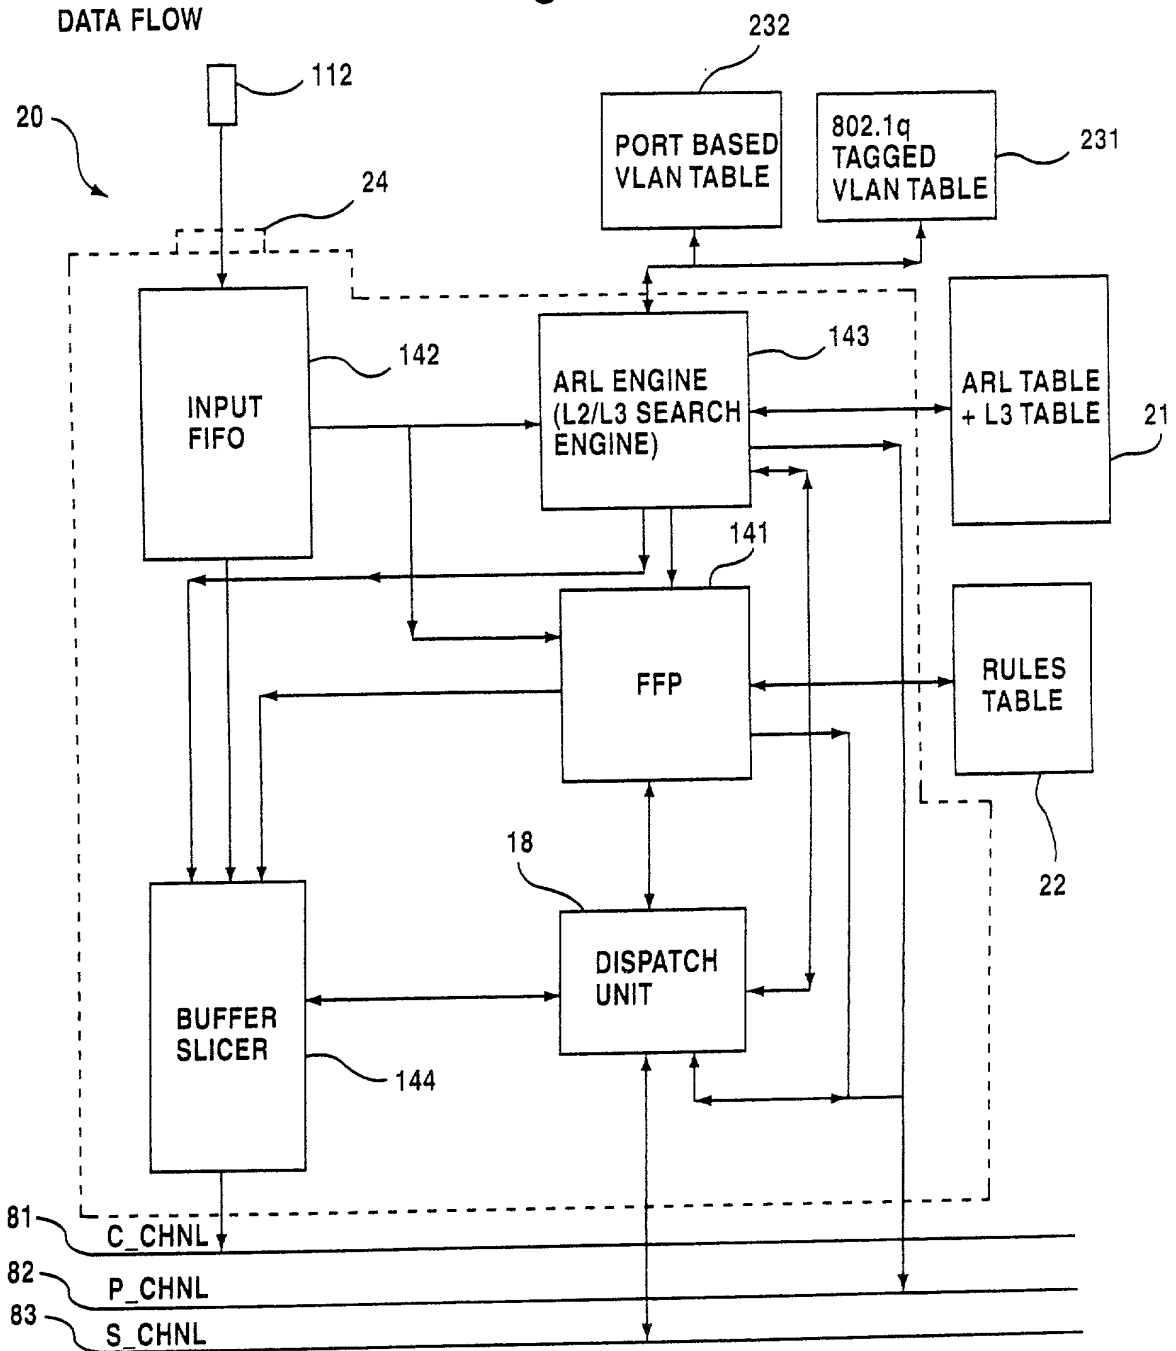 DATA FLOW
232
112
20
PORT BASED
VLAN TABLE
802.1q
TAGGED
VLAN TABLE
231
24
142
143
INPUT
FIFO
ARL ENGINE
(L2/L3 SEARCH
ENGINE)
ARL TABLE
+ L3 TABLE
21
141
FFP
RULES
TABLE
18
22
DISPATCH
UNIT
BUFFER
SLICER
144
81
C_CHNL
82
P_CHNL
83
S_CHNL